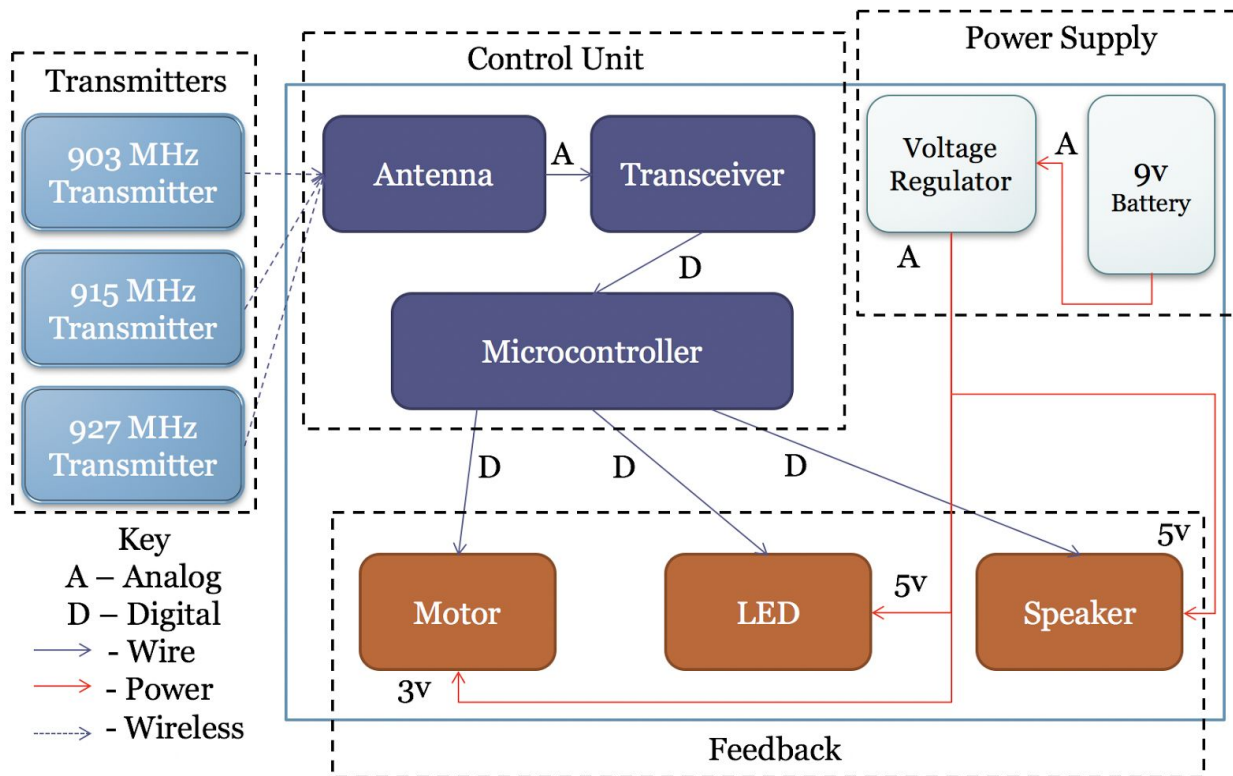 Transmitters
903 MHz
Transmitter
915 MHz
Transmitter
927 MHz
Transmitter
Key
A – Analog
D – Digital
- Wire
- Power
- Wireless
Control Unit
Antenna
A
Transceiver
D
Microcontroller
D
D
D
Power Supply
Voltage
Regulator
A
9v
Battery
A
Motor
3v
LED
5v
Speaker
5v
Feedback